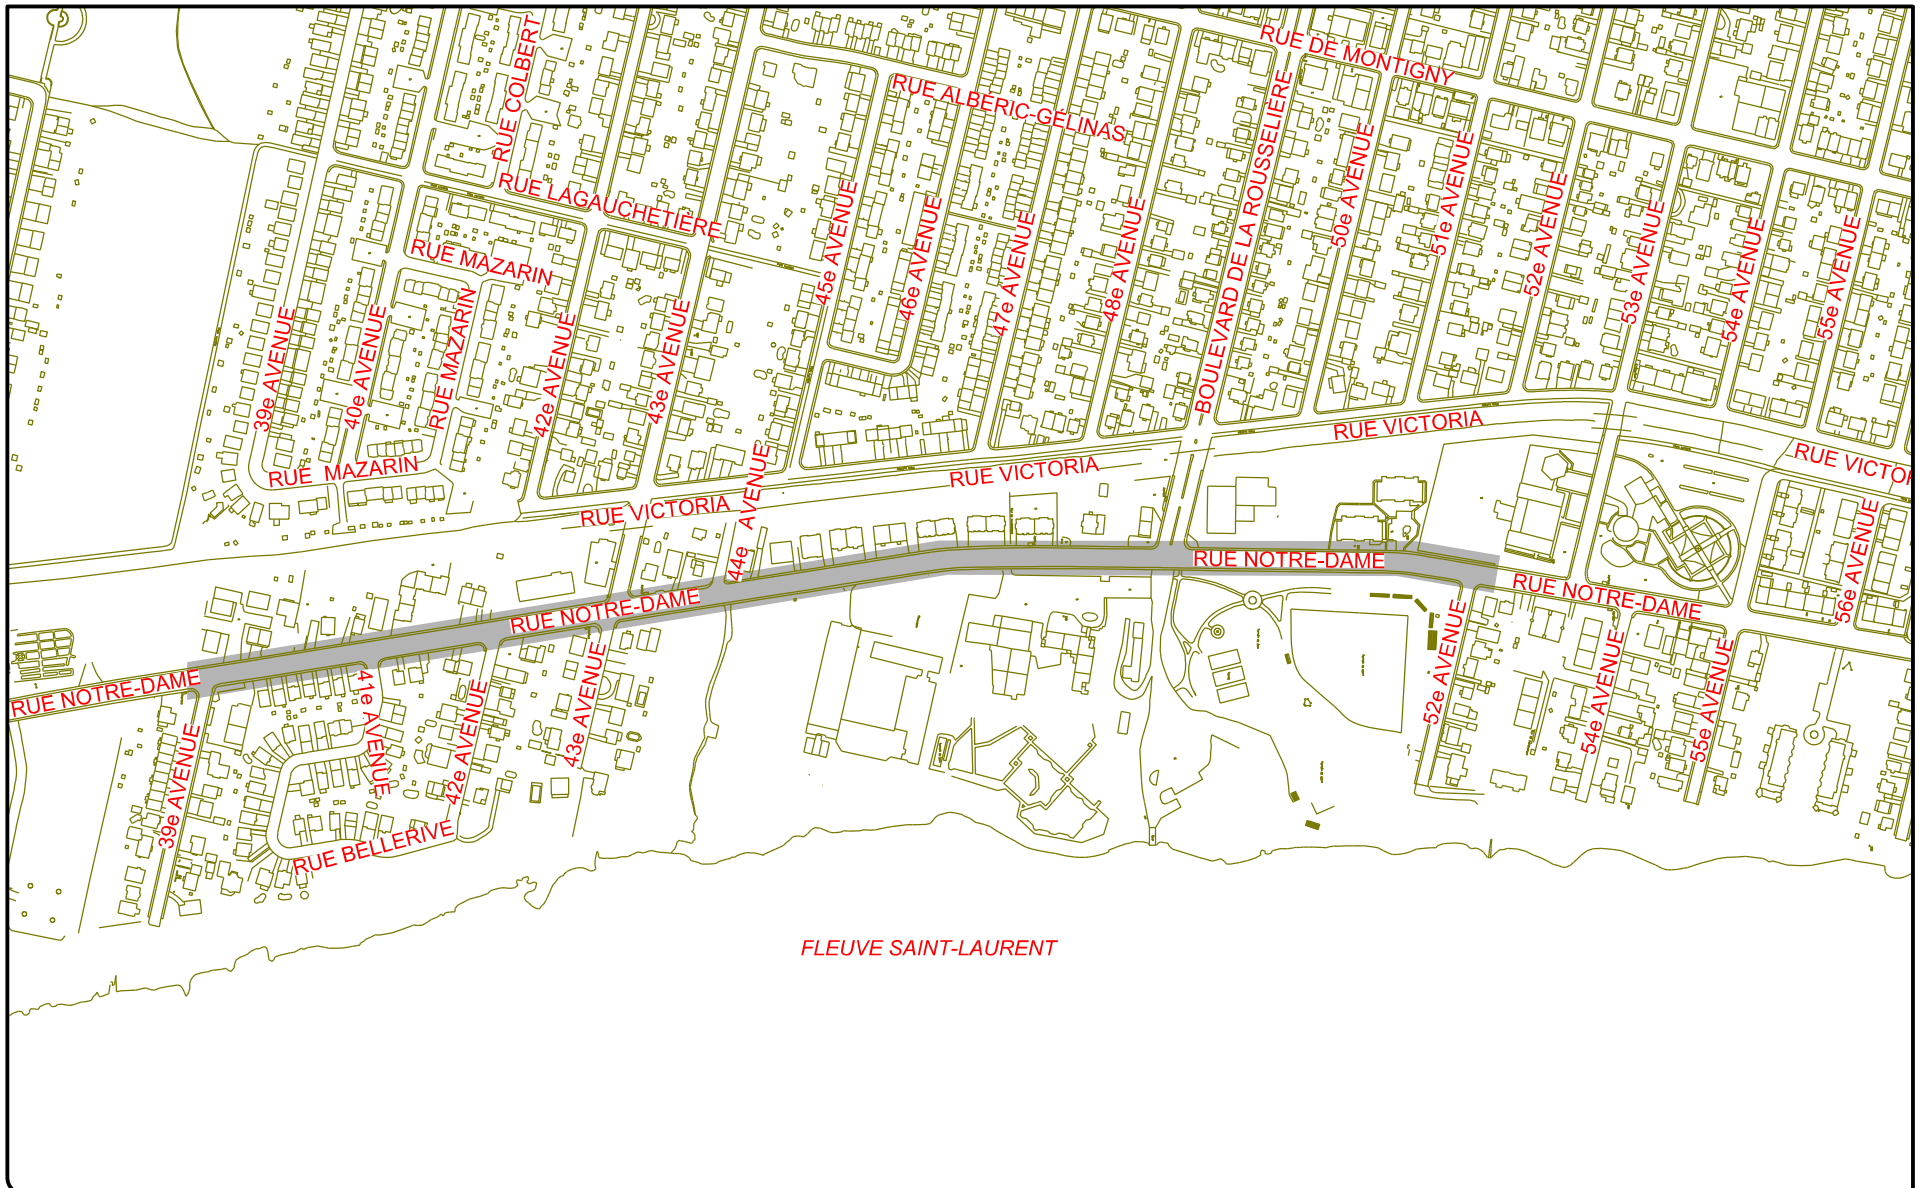 RUE COLBERT
RUE DE MONTIGNY
RUE ALBERIC-GÉLINAS
BOULEVARD DE LA ROUSSELIÈRE
50e AVENUE
51e AVENUE
52e AVENUE
53e AVENUE
54e AVENUE
55e AVENUE
RUE LAGAUCHETIÈRE
45e AVENUE
46e AVENUE
47e AVENUE
48e AVENUE
RUE MAZARIN
RUE MAZARIN
39e AVENUE
40e AVENUE
42e AVENUE
43e AVENUE
RUE MAZARIN
44e AVENUE
RUE VICTORIA
RUE VICTORIA
RUE VICTORIA
RUE VICTOR
RUE NOTRE-DAME
RUE NOTRE-DAME
RUE NOTRE-DAME
RUE NOTRE-DAME
56e AVENUE
39e AVENUE
41e AVENUE
42e AVENUE
43e AVENUE
52e AVENUE
54e AVENUE
55e AVENUE
RUE BELLERIVE
FLEUVE SAINT-LAURENT